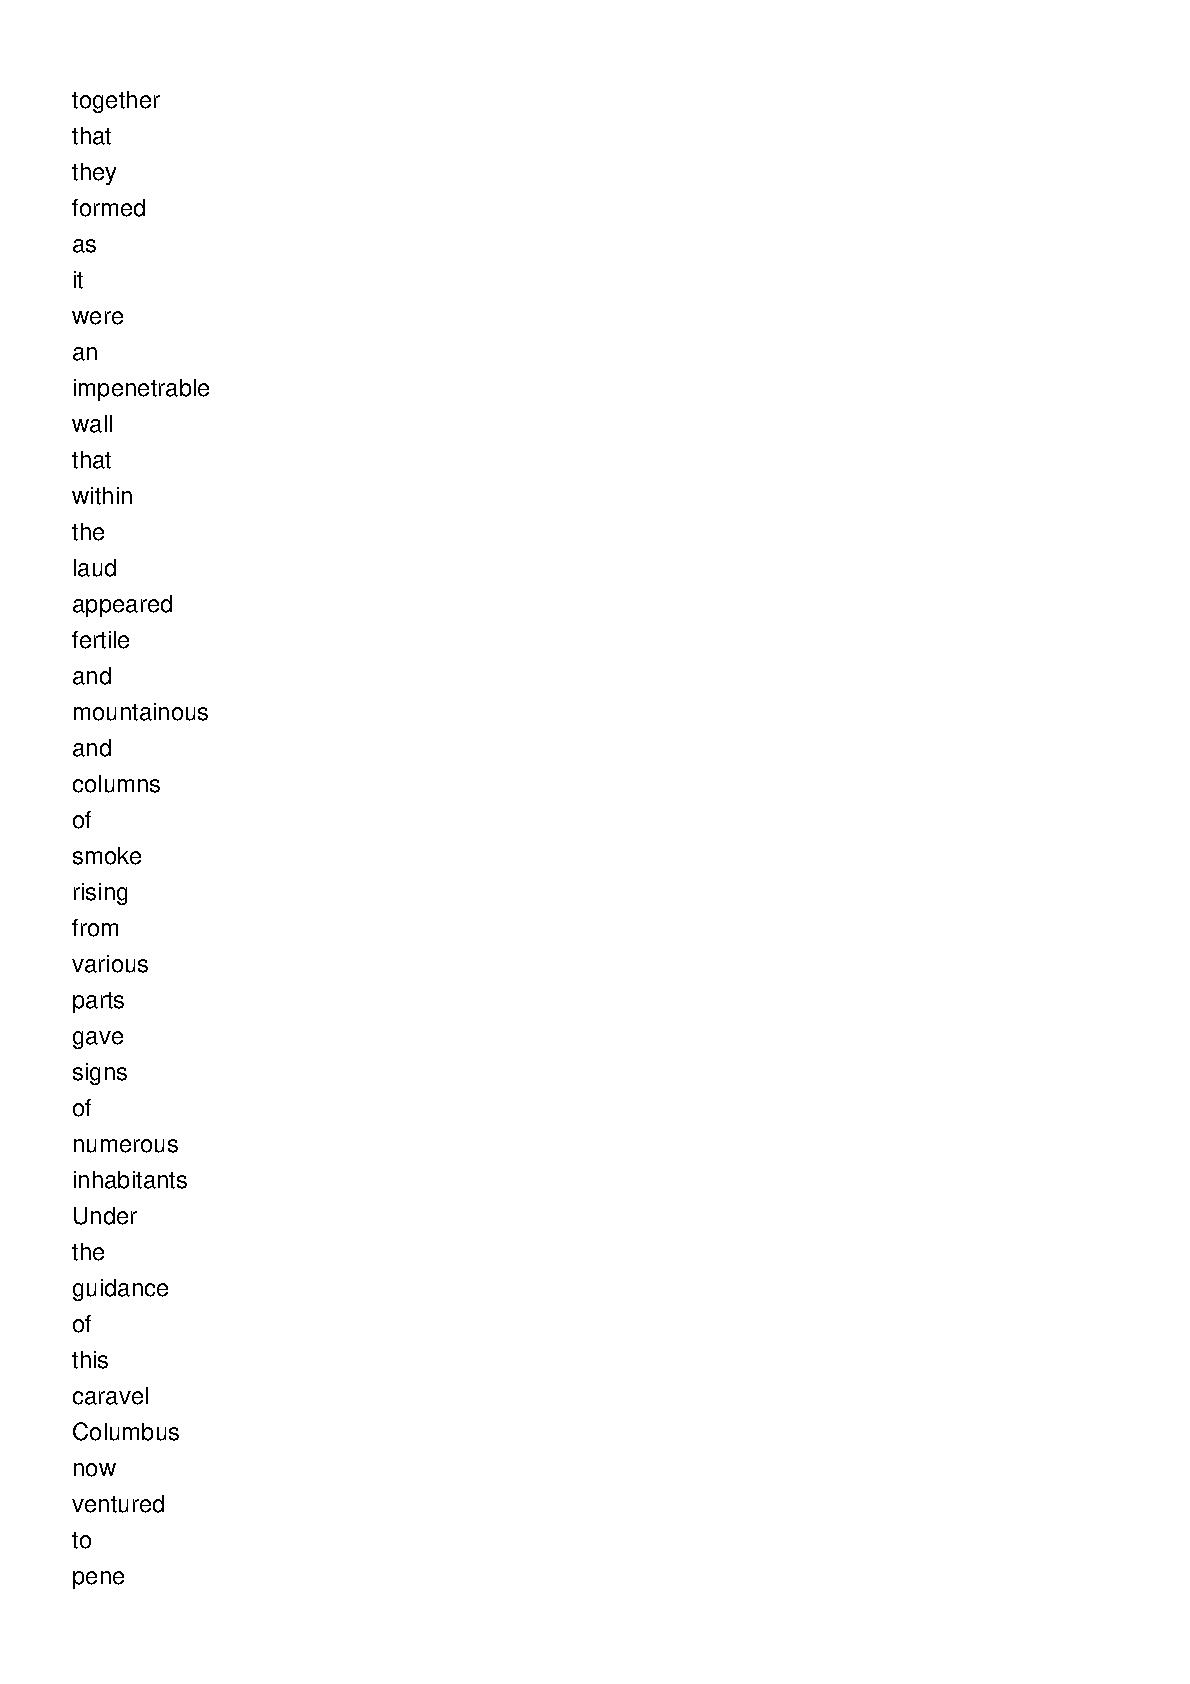 together
that
they
formed
as
it
were
an
impenetrable
wall
that
within
the
laud
appeared
fertile
and
mountainous
and
columns
of
smoke
rising
from
various
parts
gave
signs
of
numerous
inhabitants
Under
the
guidance
of
this
caravel
Columbus
now
ventured
to
pene